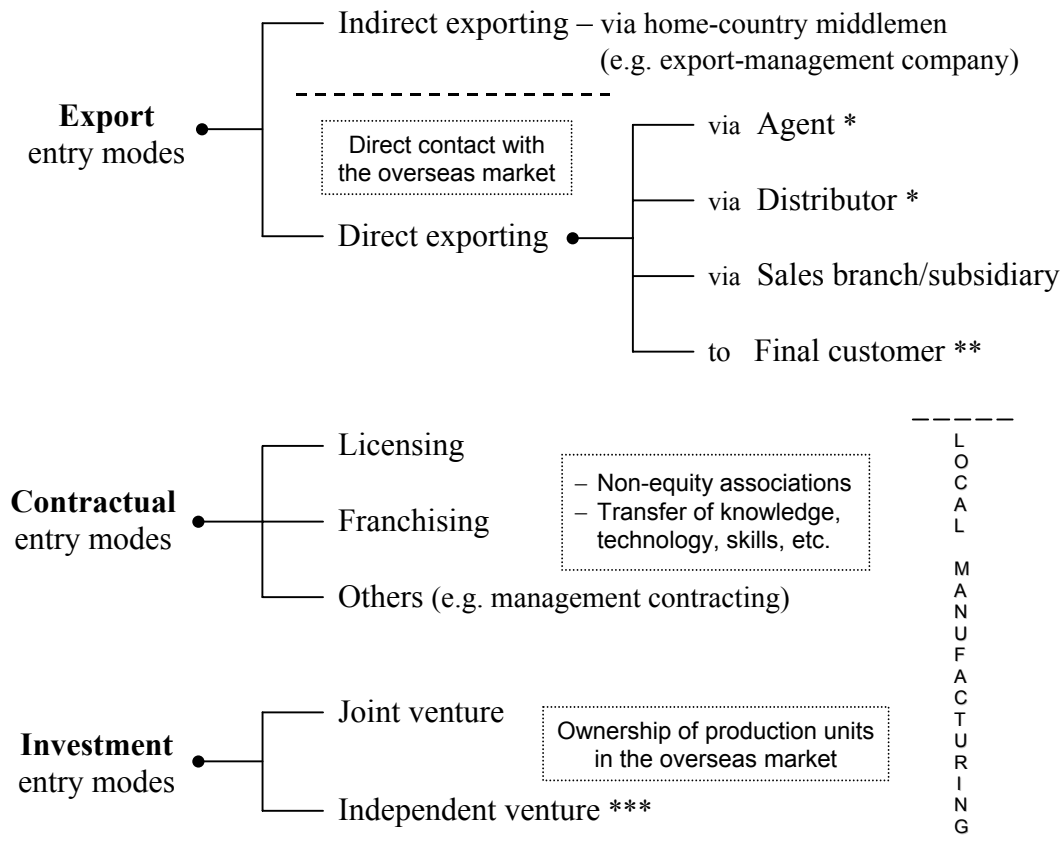 Indirect exporting – via home-country middlemen
(e.g. export-management company)
Export
entry modes
Direct contact with
the overseas market
Direct exporting
via Agent *
via Distributor *
via Sales branch/subsidiary
to Final customer **
Contractual
entry modes
Licensing
Franchising
Others (e.g. management contracting)
– Non-equity associations
– Transfer of knowledge,
technology, skills, etc.
Investment
entry modes
Joint venture
Independent venture ***
Ownership of production units
in the overseas market
LOCAL MANUFACTURING